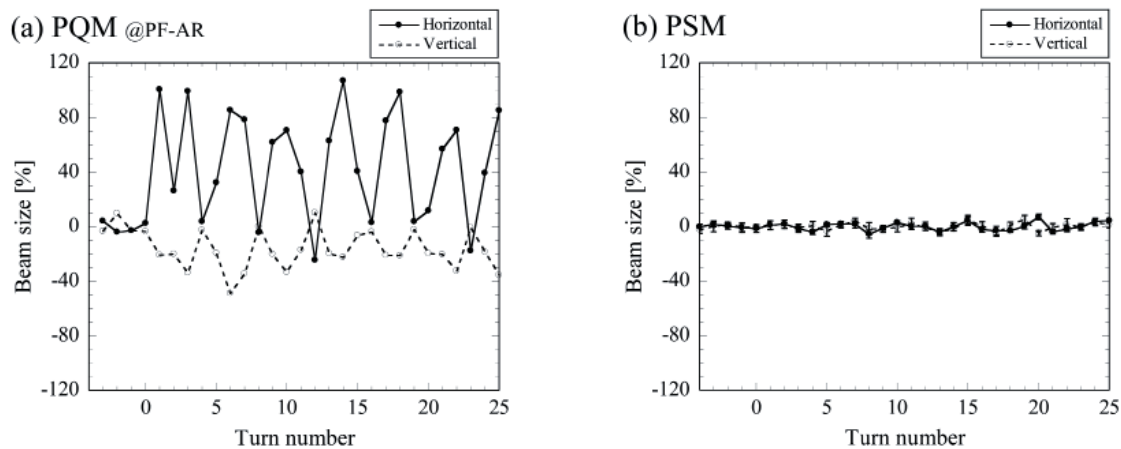 (a) PQM @PF-AR
Horizontal
Vertical
120
80
40
0
-40
-80
-120
Beam size [%]
0 5 10 15 20 25
Turn number
(b) PSM
Horizontal
Vertical
120
80
40
0
-40
-80
-120
Beam size [%]
0 5 10 15 20 25
Turn number